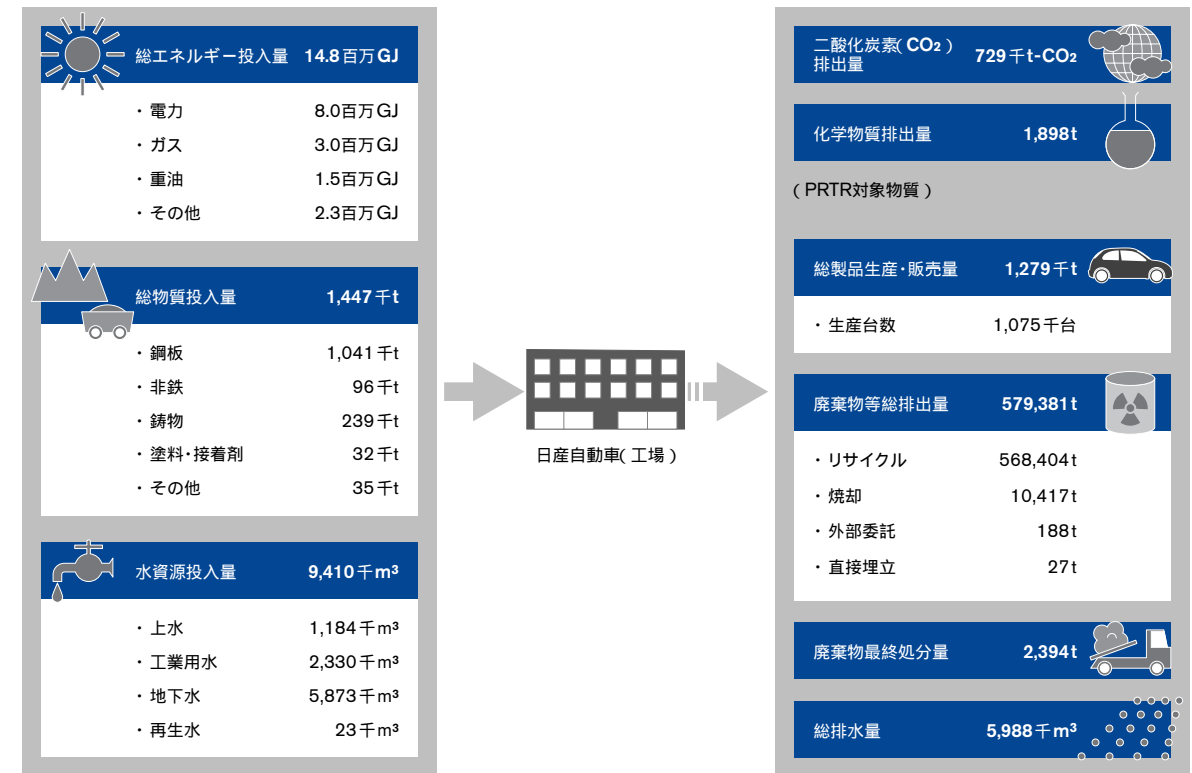 総エネルギー投入量 14.8百万GJ
・電力 8.0百万GJ
・ガス 3.0百万GJ
・重油 1.5百万GJ
・その他 2.3百万GJ
総物質投入量 1,447千t
・鋼板 1,041千t
・非鉄 96千t
・鋳物 239千t
・塗料・接着剤 32千t
・その他 35千t
水資源投入量 9,410千m³
・上水 1,184千m³
・工業用水 2,330千m³
・地下水 5,873千m³
・再生水 23千m³
日産自動車(工場)
二酸化炭素(CO₂)
排出量 729千t-CO₂
化学物質排出量 1,898t
(PRTR対象物質)
総製品生産・販売量 1,279千t
・生産台数 1,075千台
廃棄物等総排出量 579,381t
・リサイクル 568,404t
・焼却 10,417t
・外部委託 188t
・直接埋立 27t
廃棄物最終処分量 2,394t
総排水量 5,988千m³